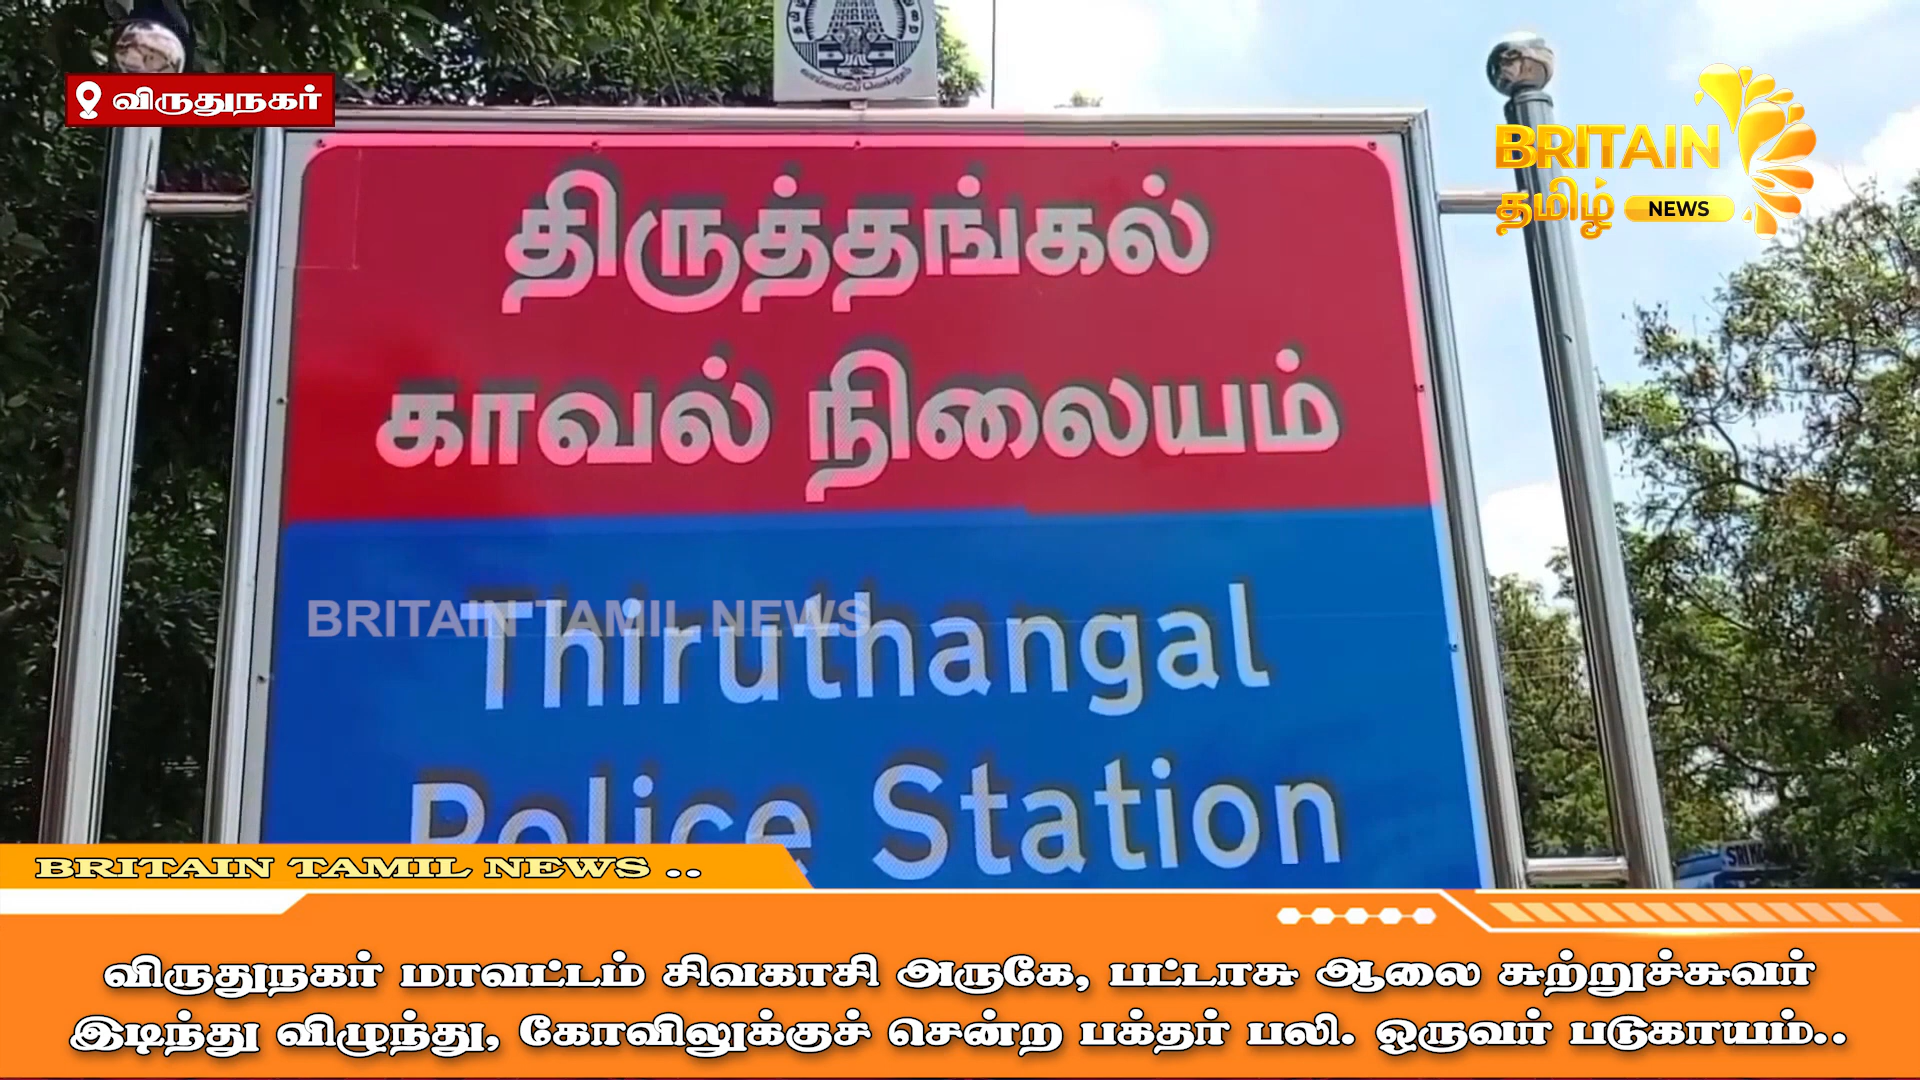 விருதுநகர்
BRITAIN
தமிழ் NEWS
திருத்தங்கல்
காவல் நிலையம்
BRITAIN TAMIL NEWS
Thiruthangal
Police Station
BRITAIN TAMIL NEWS ..
விருதுநகர் மாவட்டம் சிவகாசி அருகே, பட்டாசு ஆலை சுற்றுச்சுவர்
இடிந்து விழுந்து, கோவிலுக்குச் சென்ற பக்தர் பலி. ஒருவர் படுகாயம்..